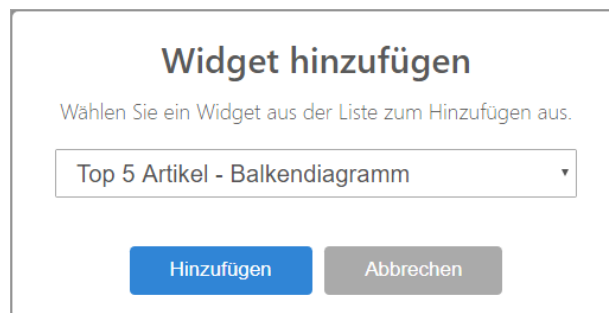 Widget hinzufügen
Wählen Sie ein Widget aus der Liste zum Hinzufügen aus.
Top 5 Artikel - Balkendiagramm
Hinzufügen Abbrechen